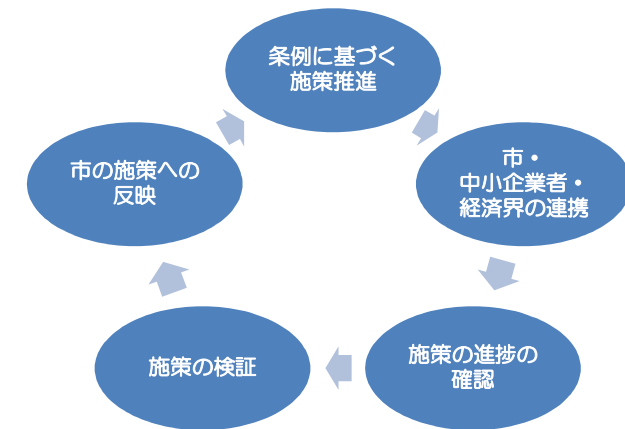 条例に基づく
施策推進
市・
中小企業者・
経済界の連携
施策の進捗の
確認
施策の検証
市の施策への
反映